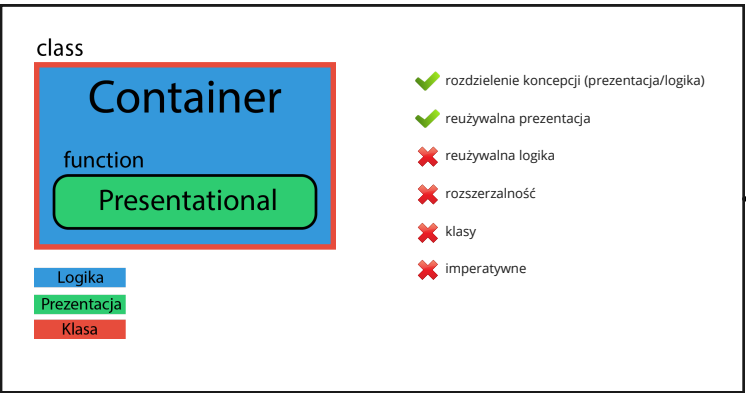 class
Container
function
Presentational
Logika
Prezentacja
Klasa
rozdzielenie koncepcji (prezentacja/logika)
reużywalna prezentacja
reużywalna logika
rozszerzalność
klasy
imperatywne